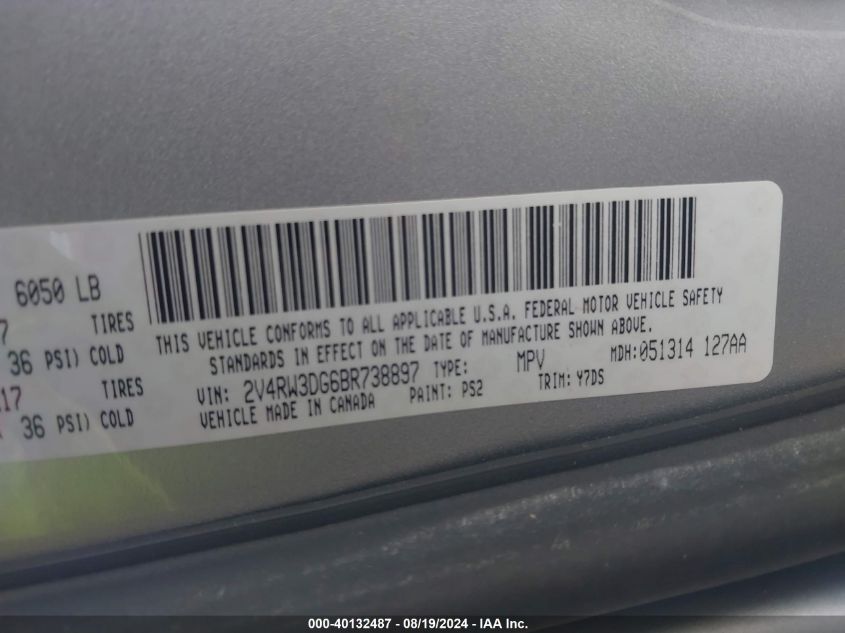 6050 LB
7 TIRES
36 PSI) COLD
17 TIRES
36 PSI) COLD
THIS VEHICLE CONFORMS TO ALL APPLICABLE U.S.A. FEDERAL MOTOR VEHICLE SAFETY
STANDARDS IN EFFECT ON THE DATE OF MANUFACTURE SHOWN ABOVE.
VIN: 2V4RW3DG6BR738897 TYPE: MPV MDH:051314 127AA
VEHICLE MADE IN CANADA PAINT: PS2 TRIM: Y7DS
000-40132487 - 08/19/2024 - IAA Inc.